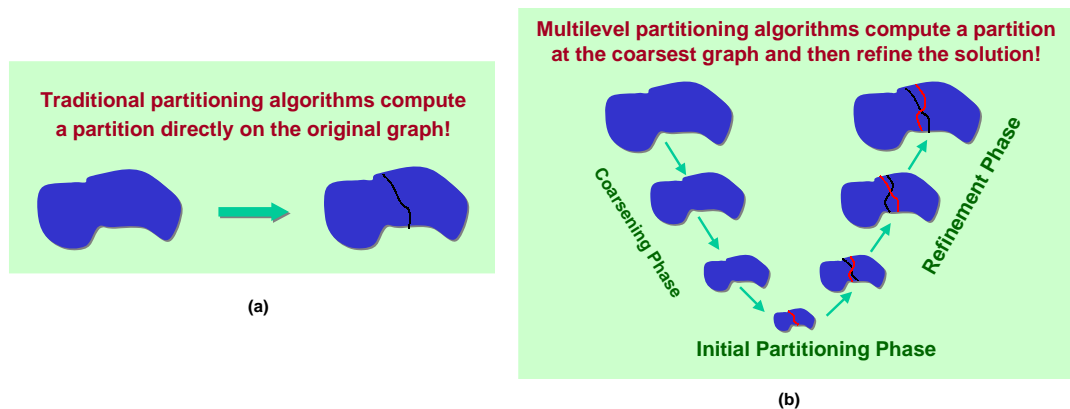 Traditional partitioning algorithms compute
a partition directly on the original graph!
(a)
Multilevel partitioning algorithms compute a partition
at the coarsest graph and then refine the solution!
Coarsening Phase
Refinement Phase
Initial Partitioning Phase
(b)